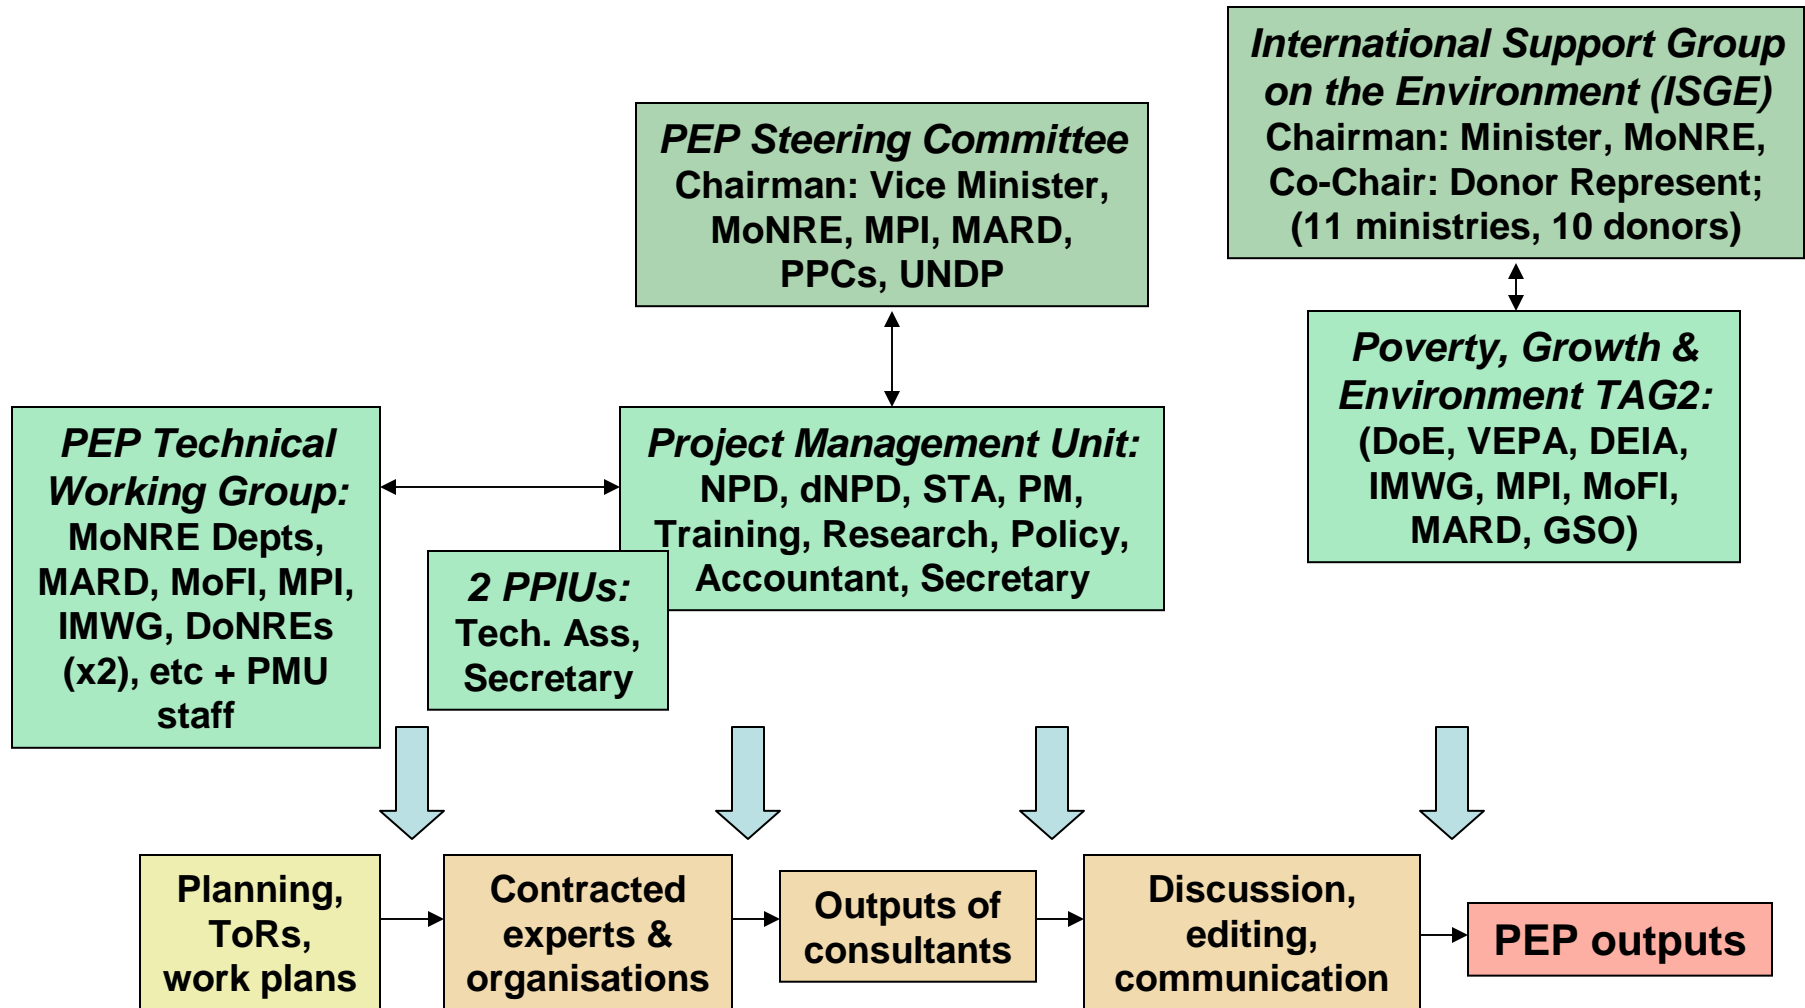 International Support Group
on the Environment (ISGE)
Chairman: Minister, MoNRE,
Co-Chair: Donor Represent;
(11 ministries, 10 donors)
PEP Steering Committee
Chairman: Vice Minister,
MoNRE, MPI, MARD,
PPCs, UNDP
Poverty, Growth &
Environment TAG2:
(DoE, VEPA, DEIA,
IMWG, MPI, MoFI,
MARD, GSO)
PEP Technical
Working Group:
MoNRE Depts,
MARD, MoFI, MPI,
IMWG, DoNREs
(x2), etc + PMU
staff
Project Management Unit:
NPD, dNPD, STA, PM,
Training, Research, Policy,
Accountant, Secretary
2 PPIUs:
Tech. Ass,
Secretary
Planning,
ToRs,
work plans
Contracted
experts &
organisations
Outputs of
consultants
Discussion,
editing,
communication
PEP outputs